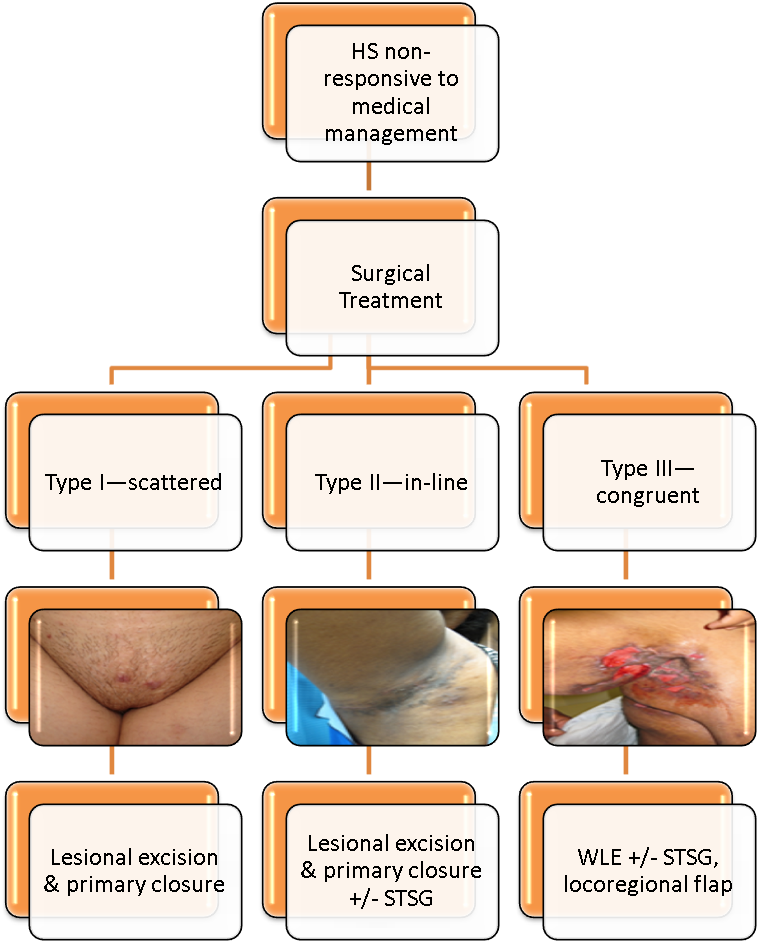 HS non-
responsive to
medical
management
Surgical
Treatment
Type I—scattered
Type II—in-line
Type III—
congruent
Lesional excision
& primary closure
Lesional excision
& primary closure
+/- STSG
WLE +/- STSG,
locoregional flap